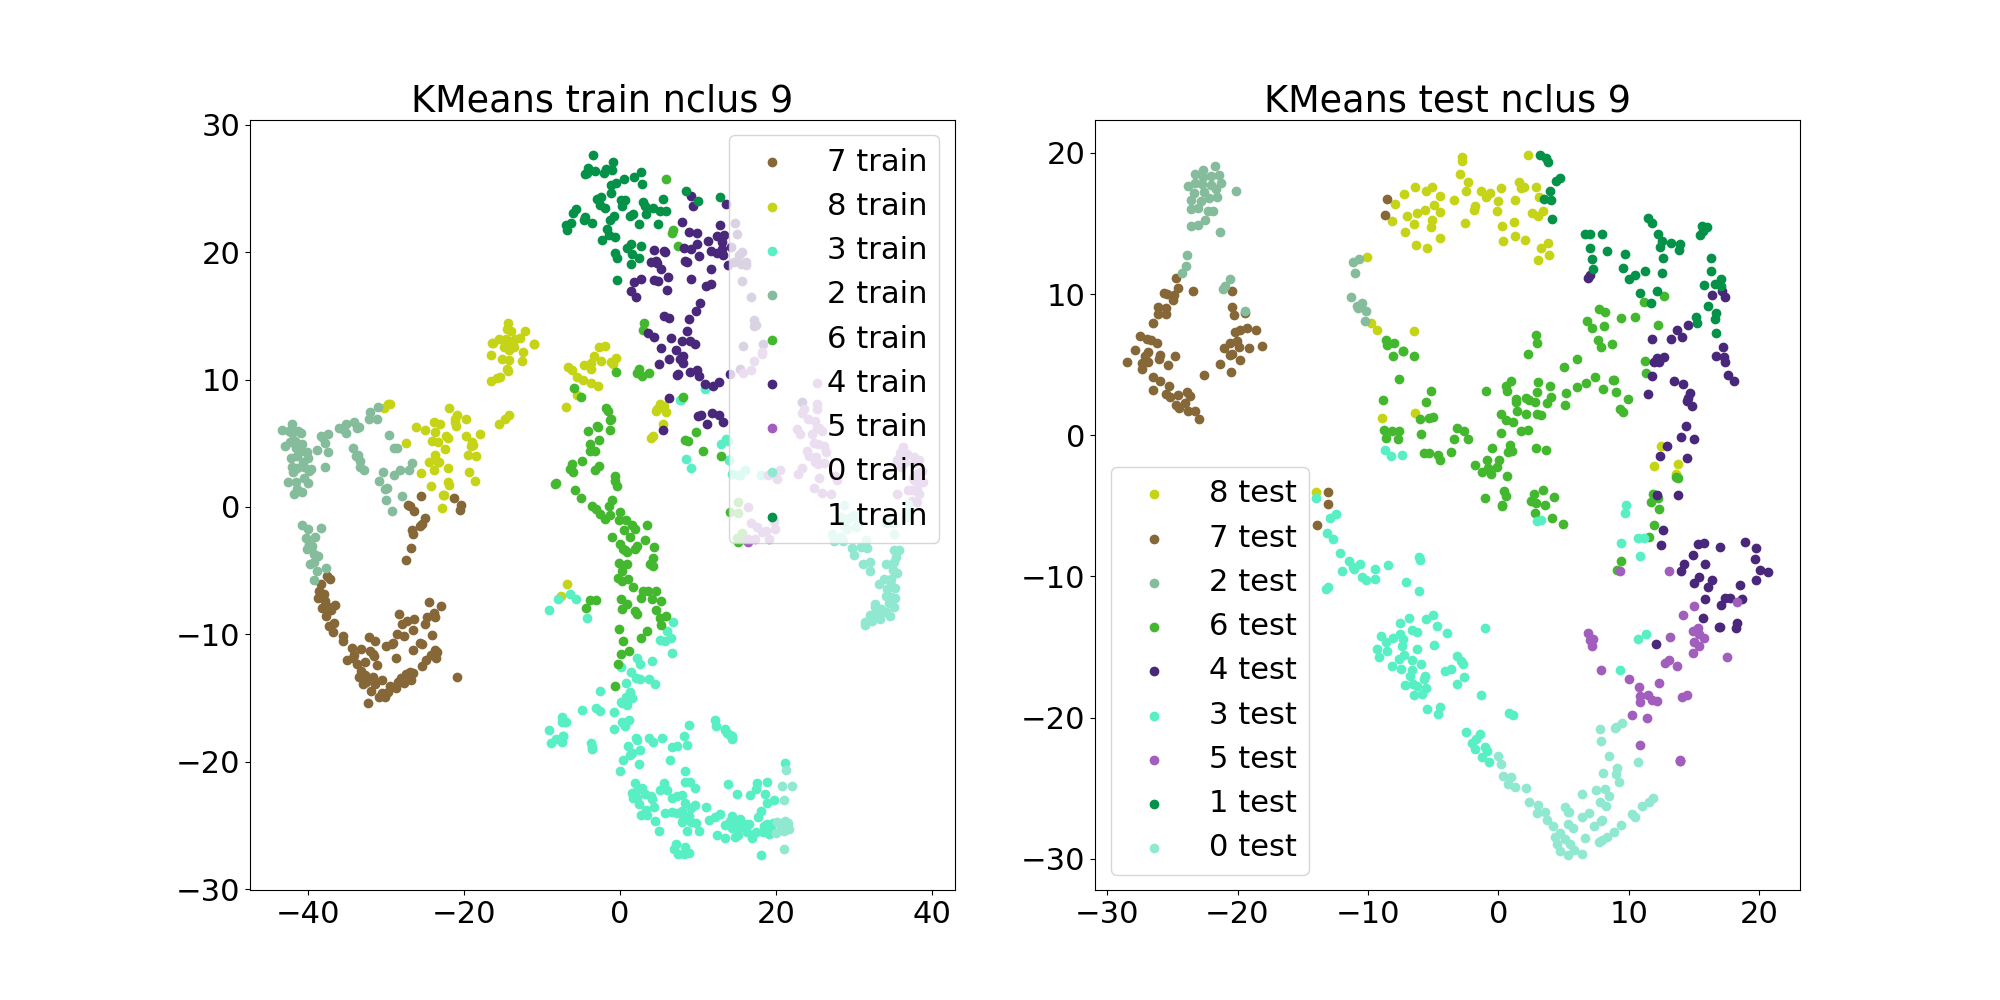 KMeans train nclus 9
30
20
10
0
−10
−20
−30
−40
−20
0
20
40
7 train
8 train
3 train
2 train
6 train
4 train
5 train
0 train
1 train
KMeans test nclus 9
20
10
0
−10
−20
−30
−30
−20
−10
0
10
20
8 test
7 test
2 test
6 test
4 test
3 test
5 test
1 test
0 test